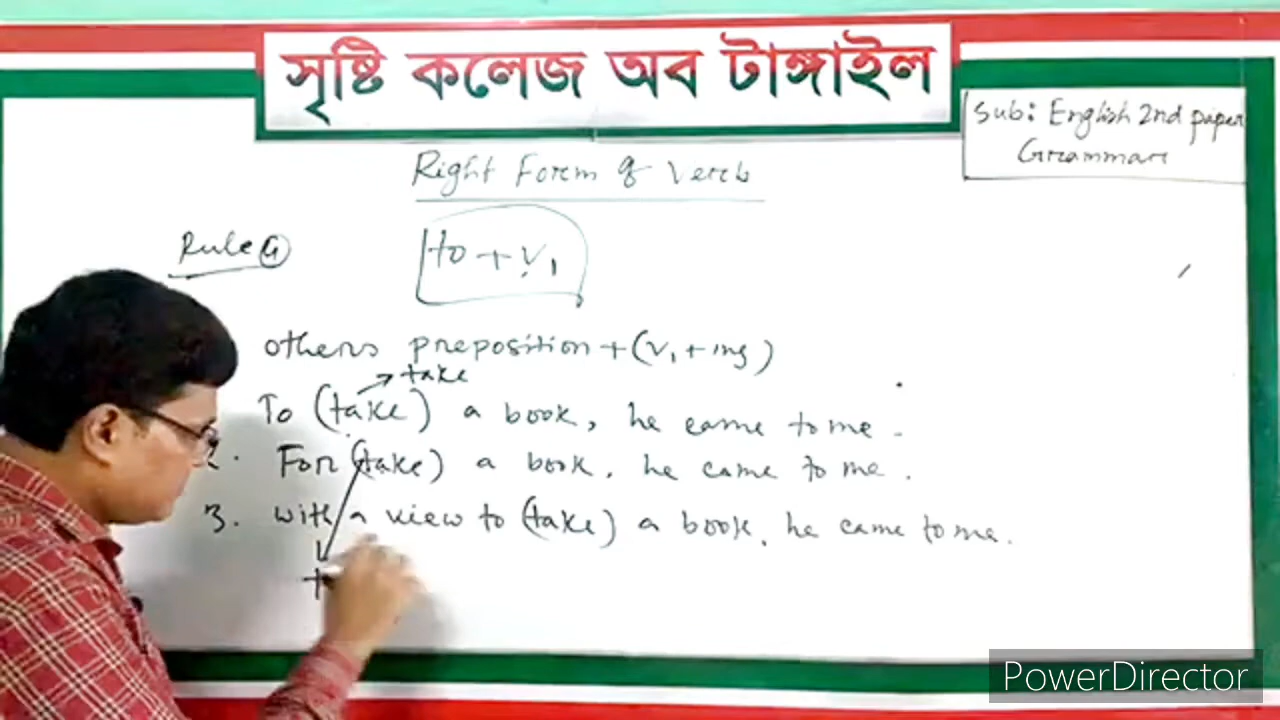 সৃষ্টি কলেজ অব টাঙ্গাইল
Sub: English 2nd paper
Grammar
Right Form of Verb
Rule 4
to + V1
others preposition + (V1 + ing)
take
To (take) a book, he came to me.
2. For (take) a book, he came to me.
3. with a view to (take) a book, he came to me.
t
PowerDirector